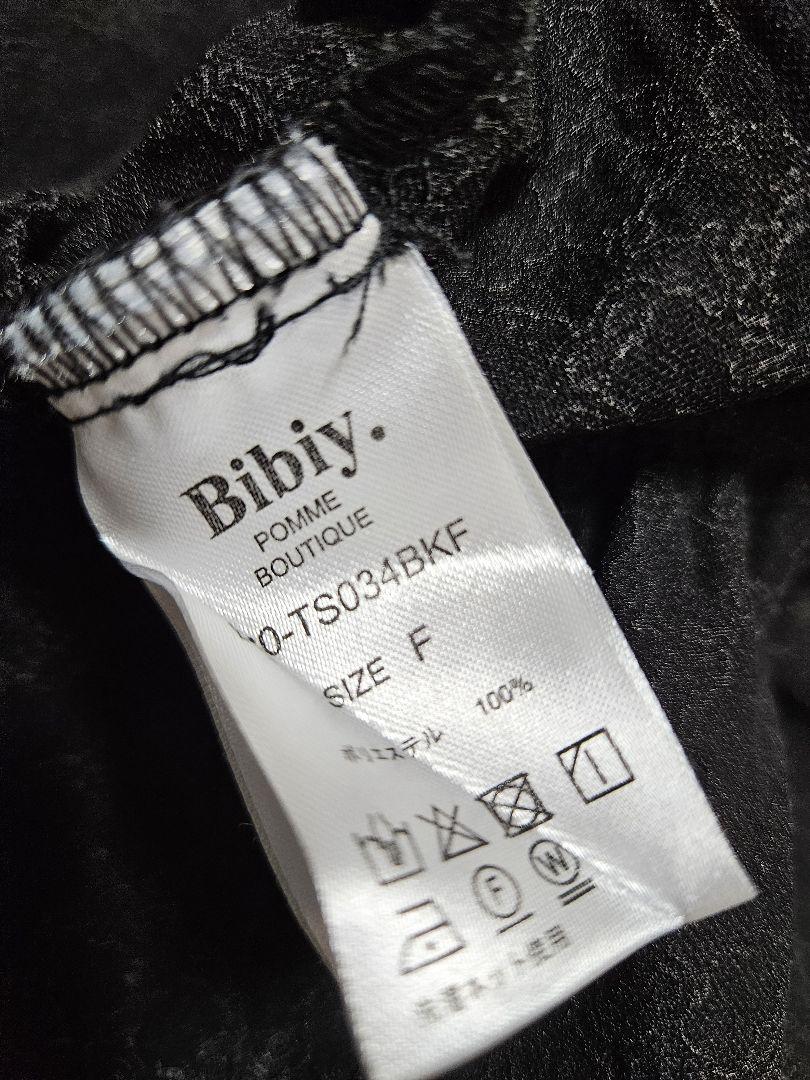 Bibiy.
POMME
BOUTIQUE
0-TS034BKF
SIZE F
ポリエステル 100%
F W
洗濯ネット使用